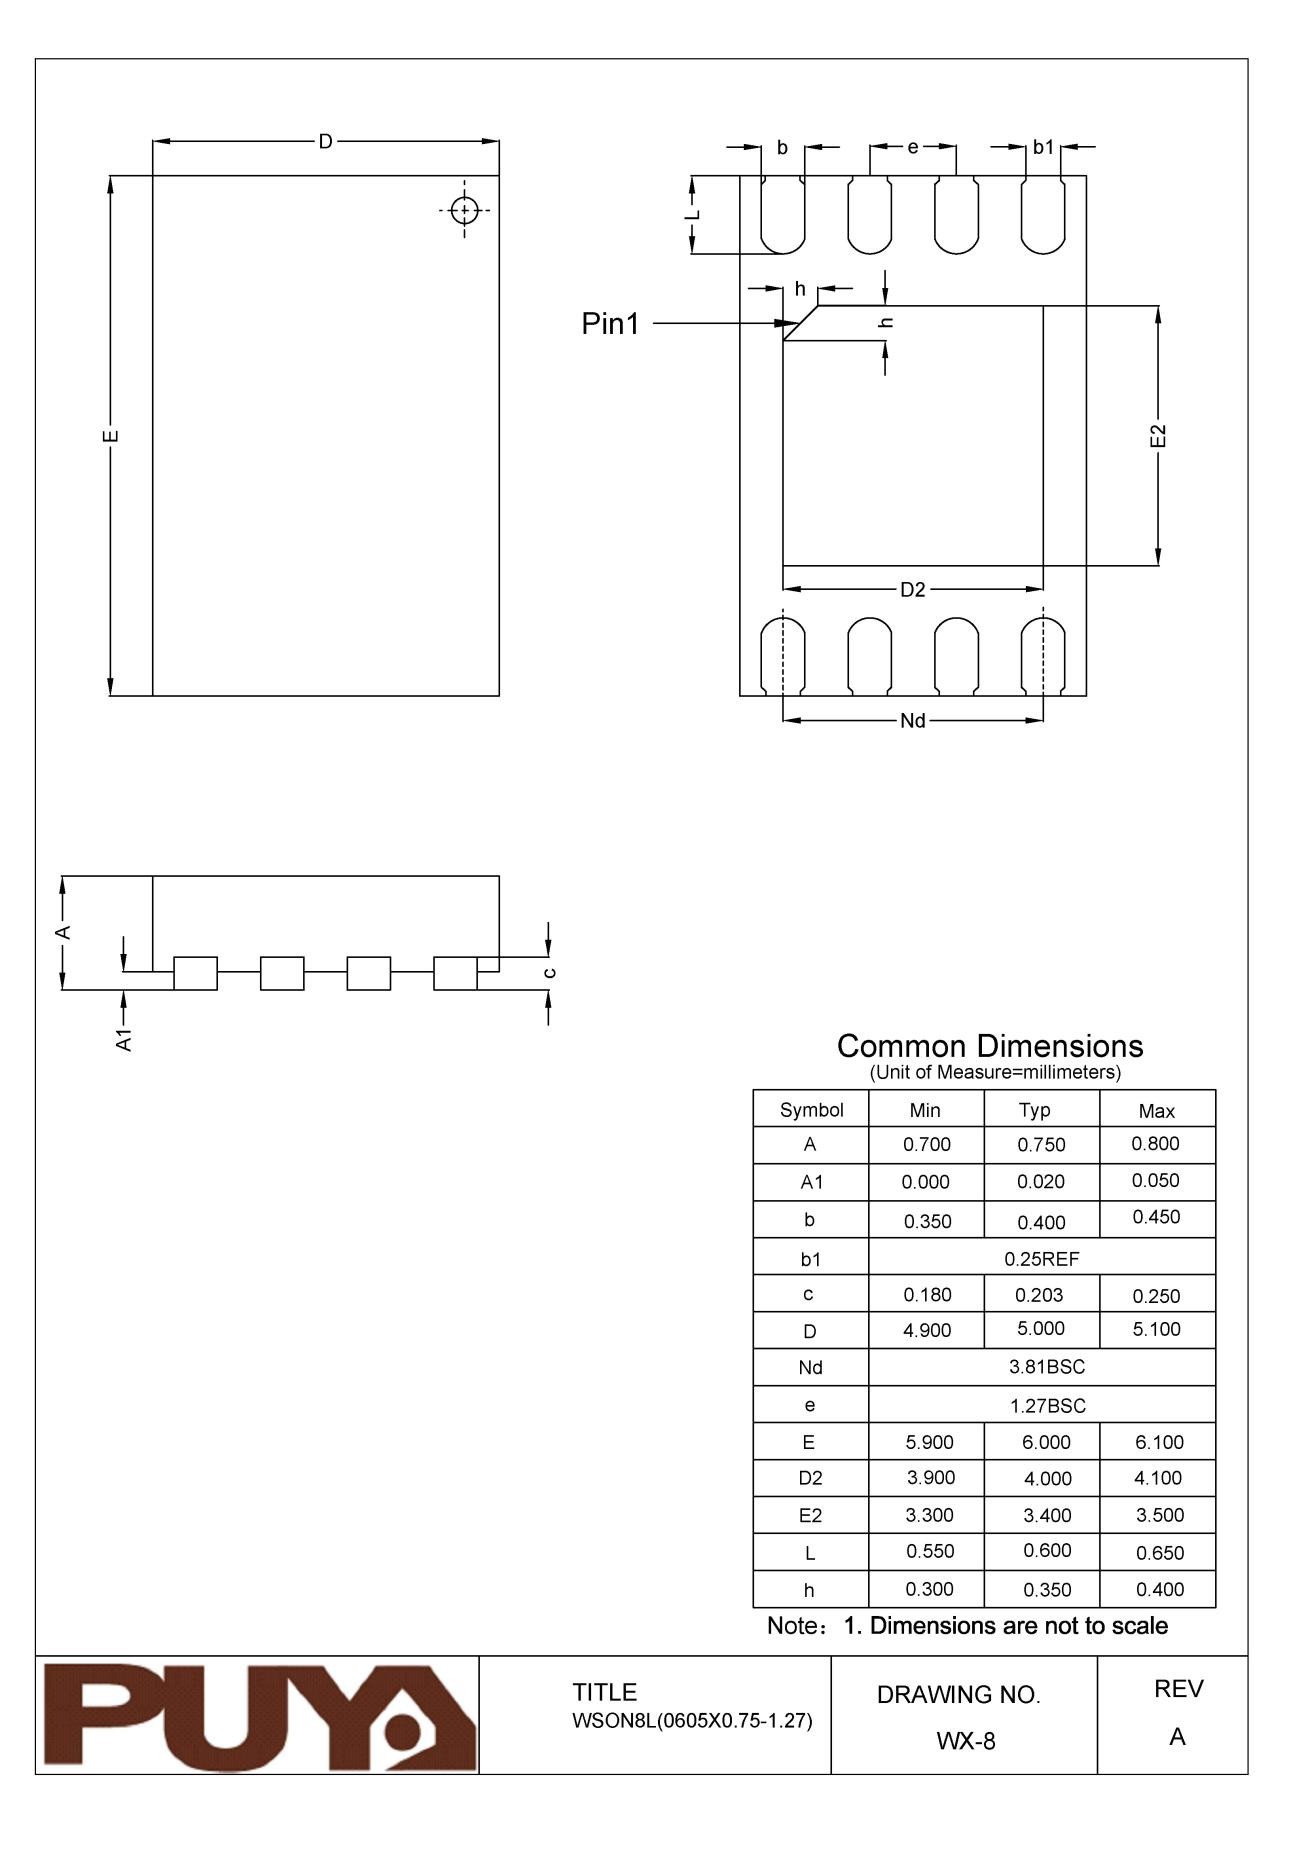 D
b
e
b1
L
h
h
Pin1
E
E2
D2
Nd
A
A1
c
Common Dimensions
(Unit of Measure=millimeters)
Symbol Min Typ Max
A 0.700 0.750 0.800
A1 0.000 0.020 0.050
b 0.350 0.400 0.450
b1 0.25REF
c 0.180 0.203 0.250
D 4.900 5.000 5.100
Nd 3.81BSC
e 1.27BSC
E 5.900 6.000 6.100
D2 3.900 4.000 4.100
E2 3.300 3.400 3.500
L 0.550 0.600 0.650
h 0.300 0.350 0.400
Note：1. Dimensions are not to scale
PUYA
TITLE
WSON8L(0605X0.75-1.27)
DRAWING NO.
WX-8
REV
A